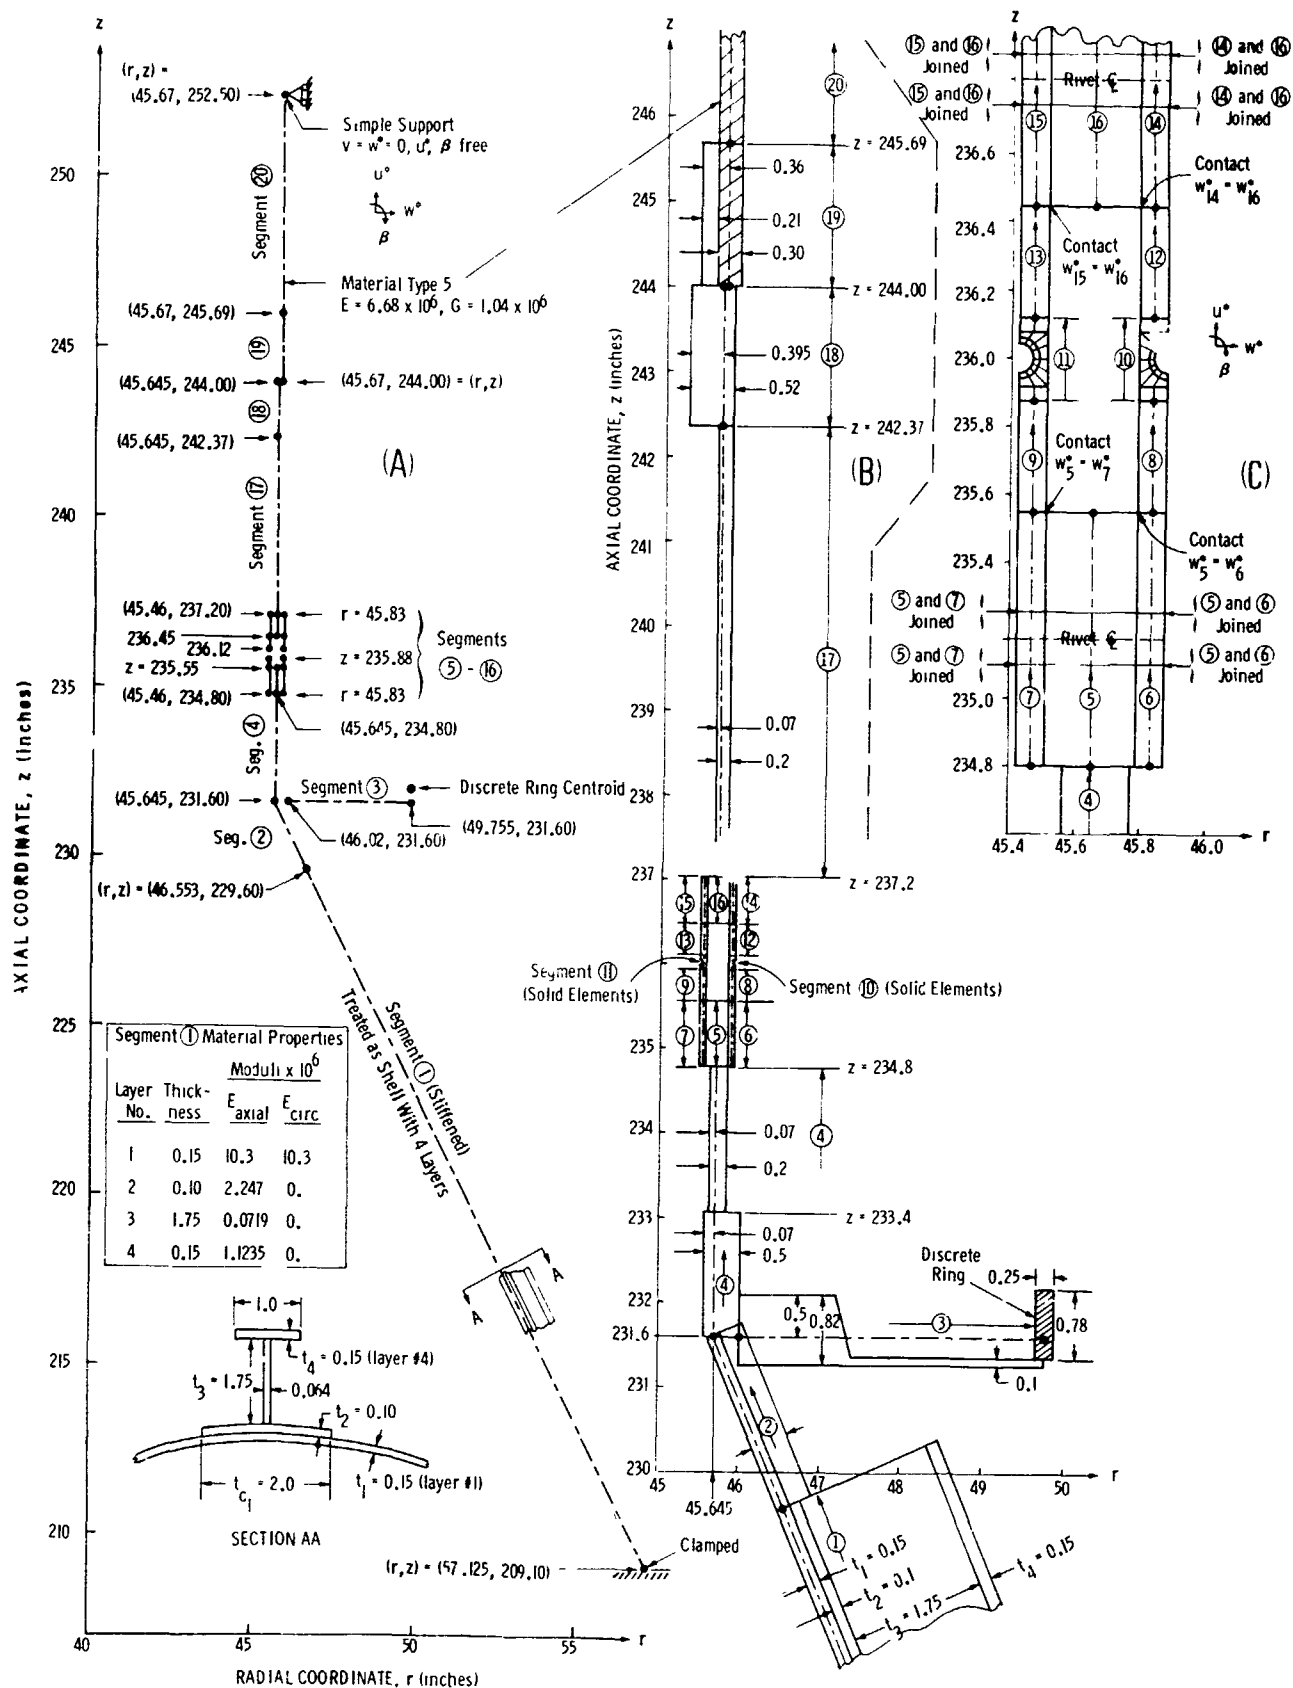 z
(r,z) =
(45.67, 252.50)
Simple Support
v = w* = 0, u*, β free
u*
w*
β
250
Segment ⑳
Material Type 5
E = 6.68 x 10⁶, G = 1.04 x 10⁶
(45.67, 245.69)
245
⑲
(45.645, 244.00)
(45.67, 244.00) = (r,z)
⑱
(45.645, 242.37)
(A)
Segment ⑰
240
(45.46, 237.20)
r = 45.83
236.45
236.12
Segments
⑤ - ⑯
z = 235.88
z = 235.55
235
(45.46, 234.80)
r = 45.83
(45.645, 234.80)
Seg. ④
Segment ③
Discrete Ring Centroid
(45.645, 231.60)
(49.755, 231.60)
(46.02, 231.60)
Seg. ②
230
(r,z) = (46.553, 229.60)
AXIAL COORDINATE, z (inches)
Segment ① (Stiffened)
Treated as Shell With 4 Layers
225
Segment ① Material Properties
Moduli x 10⁶
Layer No. Thick-ness E axial E circ
1 0.15 10.3 10.3
2 0.10 2.247 0.
3 1.75 0.0719 0.
4 0.15 1.1235 0.
220
A
A
1.0
215
t₄ = 0.15 (layer #4)
t₃ = 1.75
0.064
t₂ = 0.10
t_c₁ = 2.0
t₁ = 0.15 (layer #1)
SECTION AA
210
Clamped
(r,z) = (57.125, 209.10)
40 45 50 55 r
RADIAL COORDINATE, r (inches)
z
246
⑳
z = 245.69
0.36
245
0.21
⑲
0.30
244
z = 244.00
0.395
⑱
243
0.52
z = 242.37
242
(B)
AXIAL COORDINATE, z (inches)
241
240
⑰
239
0.07
0.2
238
237
z = 237.2
⑮ ⑯ ⑭
⑬ ⑫
Segment ⑪
(Solid Elements)
Segment ⑩ (Solid Elements)
⑨ ⑧
⑦ ⑤ ⑥
235
z = 234.8
234
0.07
④
0.2
233
z = 233.4
0.07
0.5
④
Discrete
Ring
0.25
232
0.5
0.82
③
0.78
231.6
0.1
231
②
230
45 46 47 48 49 50 r
45.645
①
t₁ = 0.15
t₂ = 0.1
t₃ = 1.75
t₄ = 0.15
z
⑮ and ⑯
Joined
⑭ and ⑯
Joined
Rivet ℄
⑮ and ⑯
Joined
⑭ and ⑯
Joined
⑮ ⑯ ⑭
236.6
Contact
w*14 = w*16
236.4
Contact
w*15 = w*16
⑬ ⑫
236.2
u*
w*
β
236.0
⑪ ⑩
235.8
Contact
w*5 = w*7
⑨ ⑧
(C)
235.6
Contact
w*5 = w*6
235.4
⑤ and ⑦
Joined
⑤ and ⑥
Joined
Rivet ℄
⑤ and ⑦
Joined
⑤ and ⑥
Joined
235.0
⑦ ⑤ ⑥
234.8
④
45.4 45.6 45.8 46.0 r